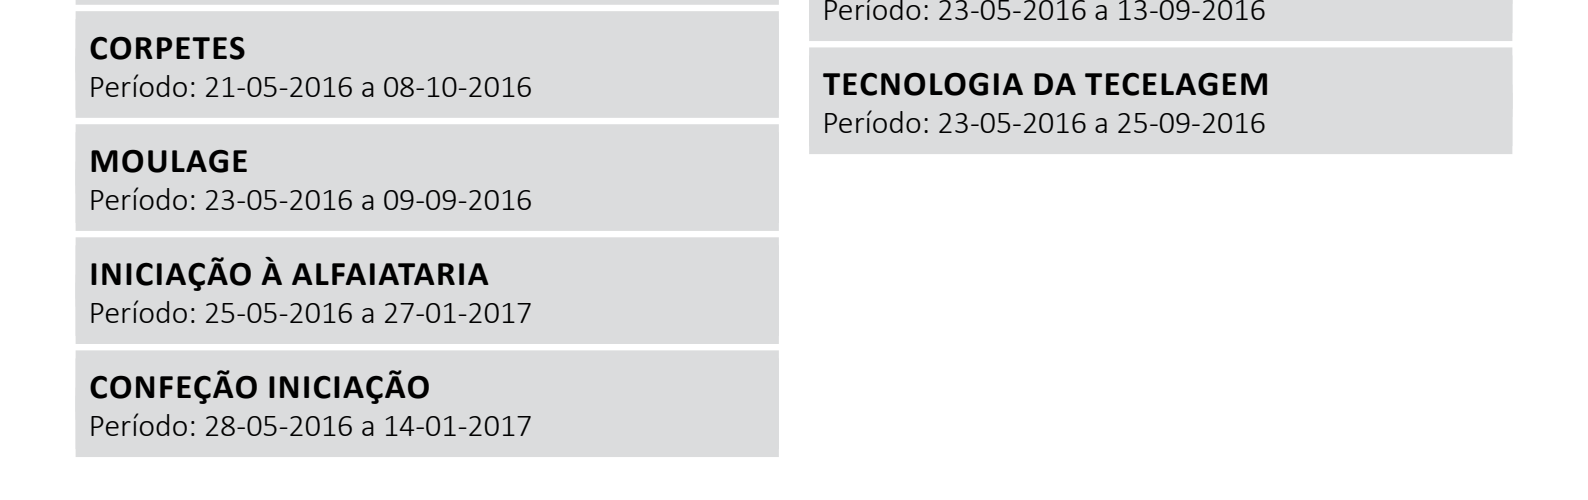 CORPETES
Período: 21-05-2016 a 08-10-2016
MOULAGE
Período: 23-05-2016 a 09-09-2016
INICIAÇÃO À ALFAIATARIA
Período: 25-05-2016 a 27-01-2017
CONFEÇÃO INICIAÇÃO
Período: 28-05-2016 a 14-01-2017
Período: 23-05-2016 a 13-09-2016
TECNOLOGIA DA TECELAGEM
Período: 23-05-2016 a 25-09-2016